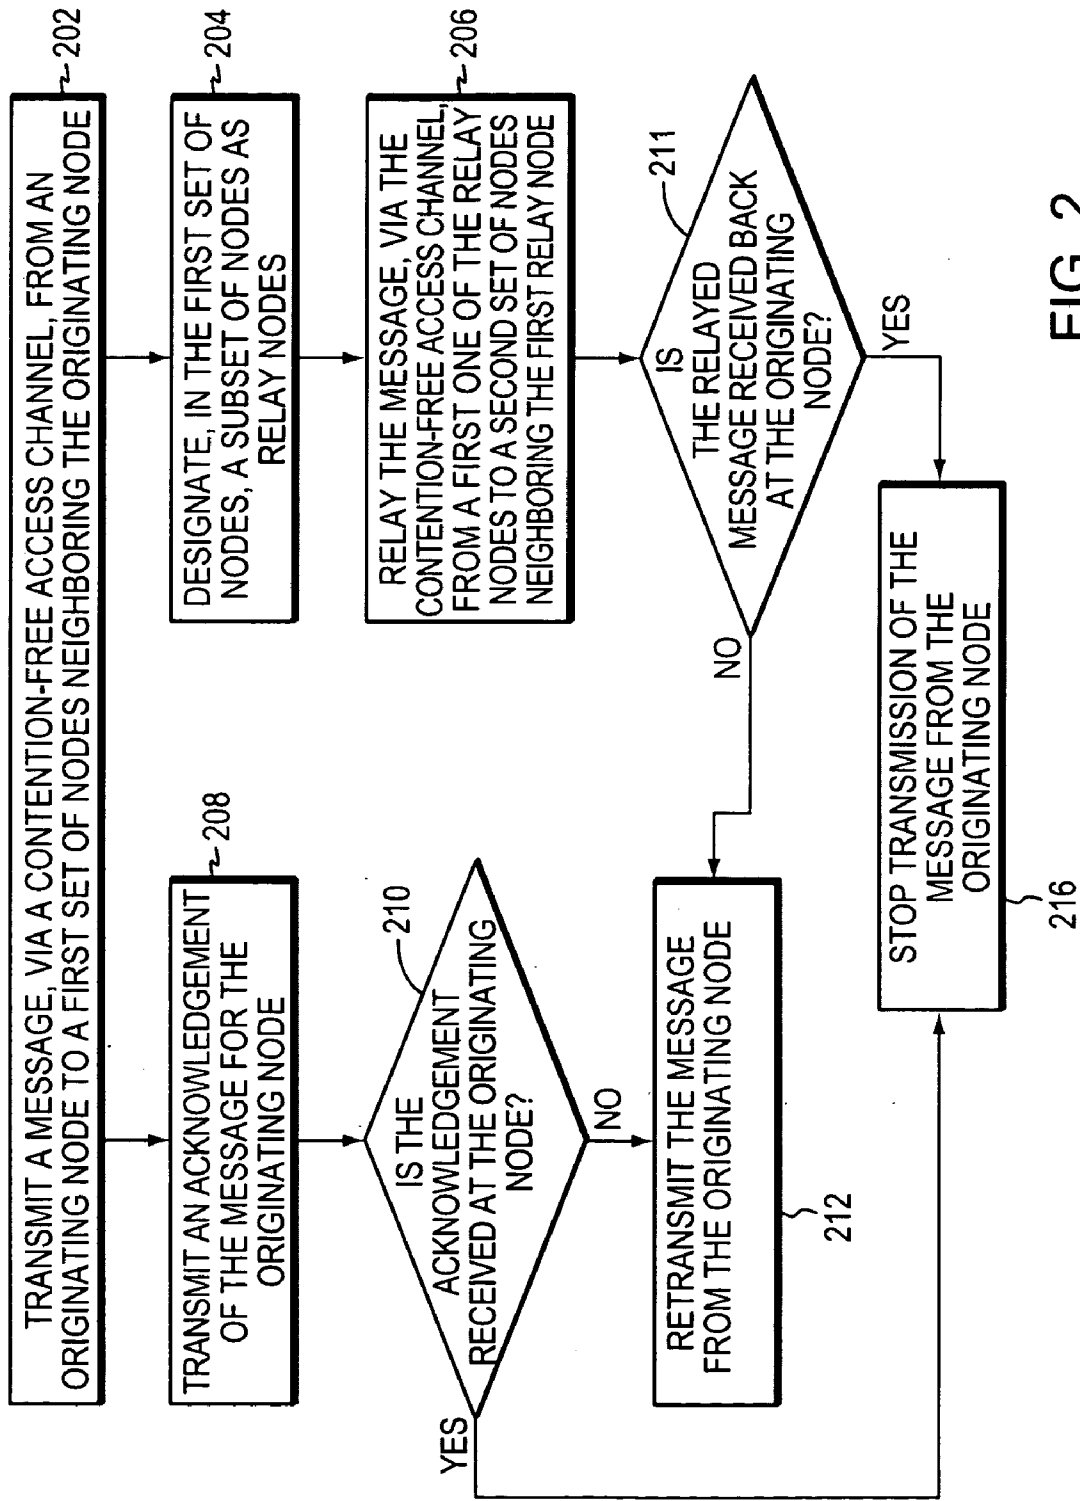 TRANSMIT A MESSAGE, VIA A CONTENTION-FREE ACCESS CHANNEL, FROM AN
ORIGINATING NODE TO A FIRST SET OF NODES NEIGHBORING THE ORIGINATING NODE
202
TRANSMIT AN ACKNOWLEDGEMENT
OF THE MESSAGE FOR THE
ORIGINATING NODE
208
DESIGNATE, IN THE FIRST SET OF
NODES, A SUBSET OF NODES AS
RELAY NODES
204
RELAY THE MESSAGE, VIA THE
CONTENTION-FREE ACCESS CHANNEL,
FROM A FIRST ONE OF THE RELAY
NODES TO A SECOND SET OF NODES
NEIGHBORING THE FIRST RELAY NODE
206
IS THE
ACKNOWLEDGEMENT
RECEIVED AT THE ORIGINATING
NODE?
210
YES
NO
IS
THE RELAYED
MESSAGE RECEIVED BACK
AT THE ORIGINATING
NODE?
211
NO
YES
RETRANSMIT THE MESSAGE
FROM THE ORIGINATING NODE
212
STOP TRANSMISSION OF THE
MESSAGE FROM THE
ORIGINATING NODE
216
FIG. 2